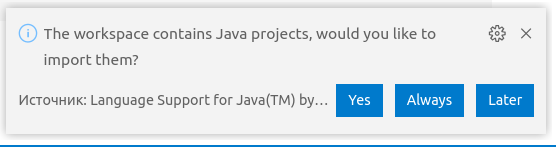 The workspace contains Java projects, would you like to
import them?
Источник: Language Support for Java(TM) by... Yes Always Later